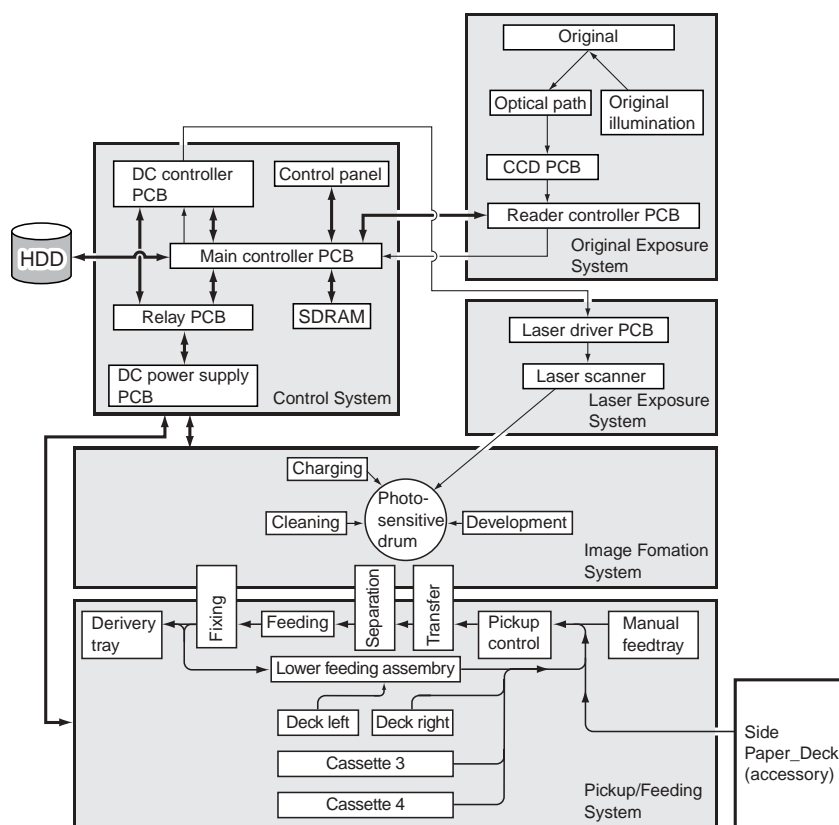 Original
Optical path
Original
illumination
CCD PCB
Reader controller PCB
Original Exposure
System
DC controller
PCB
Control panel
HDD
Main controller PCB
Relay PCB
SDRAM
DC power supply
PCB
Control System
Laser driver PCB
Laser scanner
Laser Exposure
System
Charging
Cleaning
Photo-
sensitive
drum
Development
Image Fomation
System
Derivery
tray
Fixing
Feeding
Separation
Transfer
Pickup
control
Manual
feedtray
Lower feeding assembry
Deck left
Deck right
Cassette 3
Cassette 4
Pickup/Feeding
System
Side
Paper_Deck
(accessory)